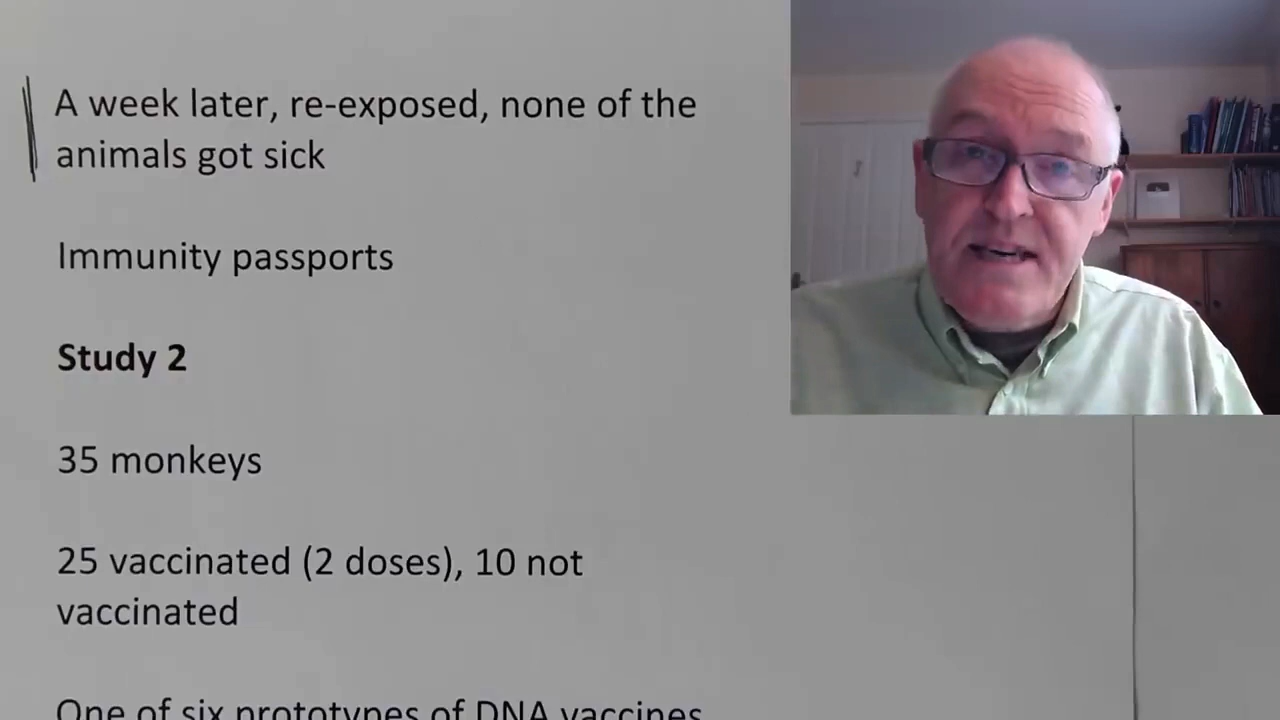 A week later, re-exposed, none of the
animals got sick
Immunity passports
Study 2
35 monkeys
25 vaccinated (2 doses), 10 not
vaccinated
One of six prototypes of DNA vaccines